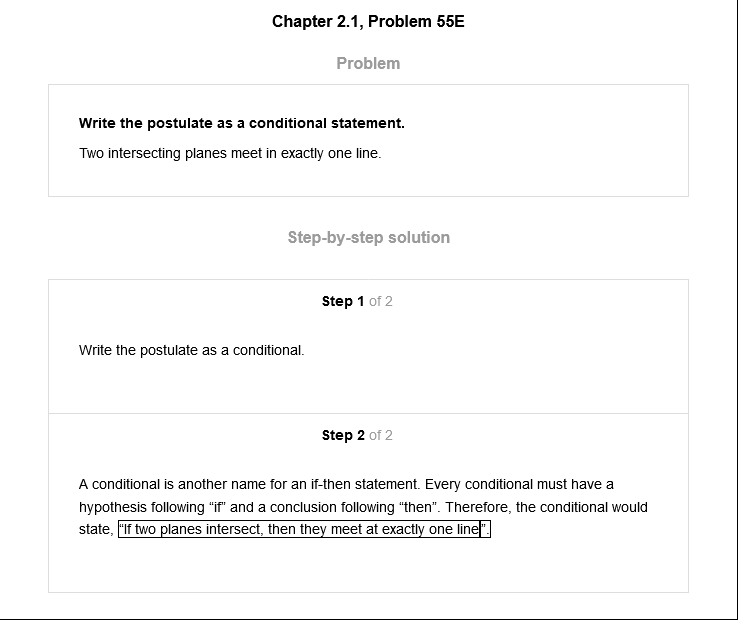 Chapter 2.1, Problem 55E
Problem
Write the postulate as a conditional statement.
Two intersecting planes meet in exactly one line.
Step-by-step solution
Step 1 of 2
Write the postulate as a conditional.
Step 2 of 2
A conditional is another name for an if-then statement. Every conditional must have a
hypothesis following “if” and a conclusion following “then”. Therefore, the conditional would
state, “If two planes intersect, then they meet at exactly one line”.